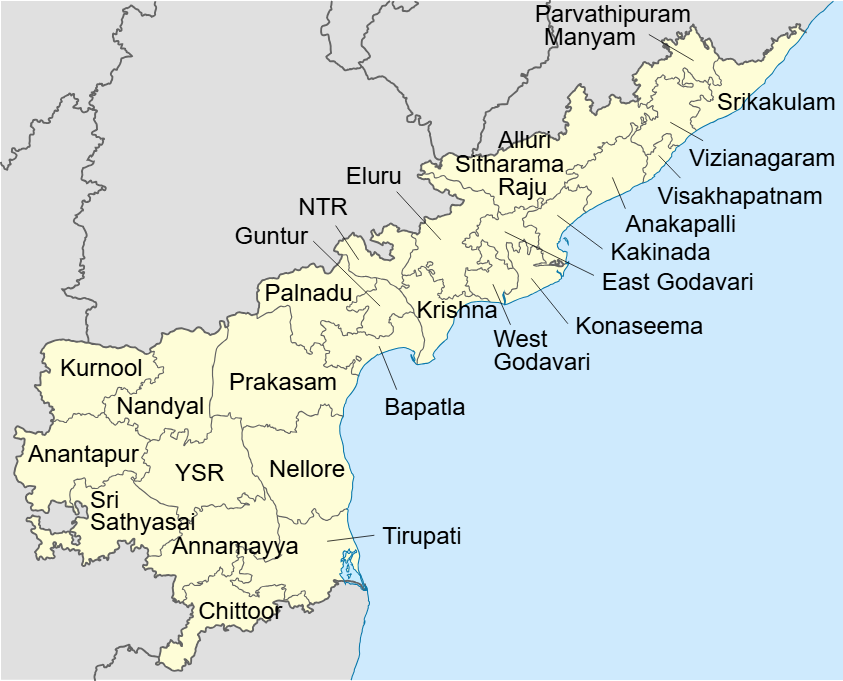 Parvathipuram
Manyam
Srikakulam
Alluri
Sitharama
Raju
Vizianagaram
Eluru
Visakhapatnam
NTR
Anakapalli
Guntur
Kakinada
East Godavari
Palnadu
Krishna
Konaseema
West
Godavari
Kurnool
Prakasam
Nandyal
Bapatla
Anantapur
YSR
Nellore
Sri
Sathyasai
Annamayya
Tirupati
Chittoor